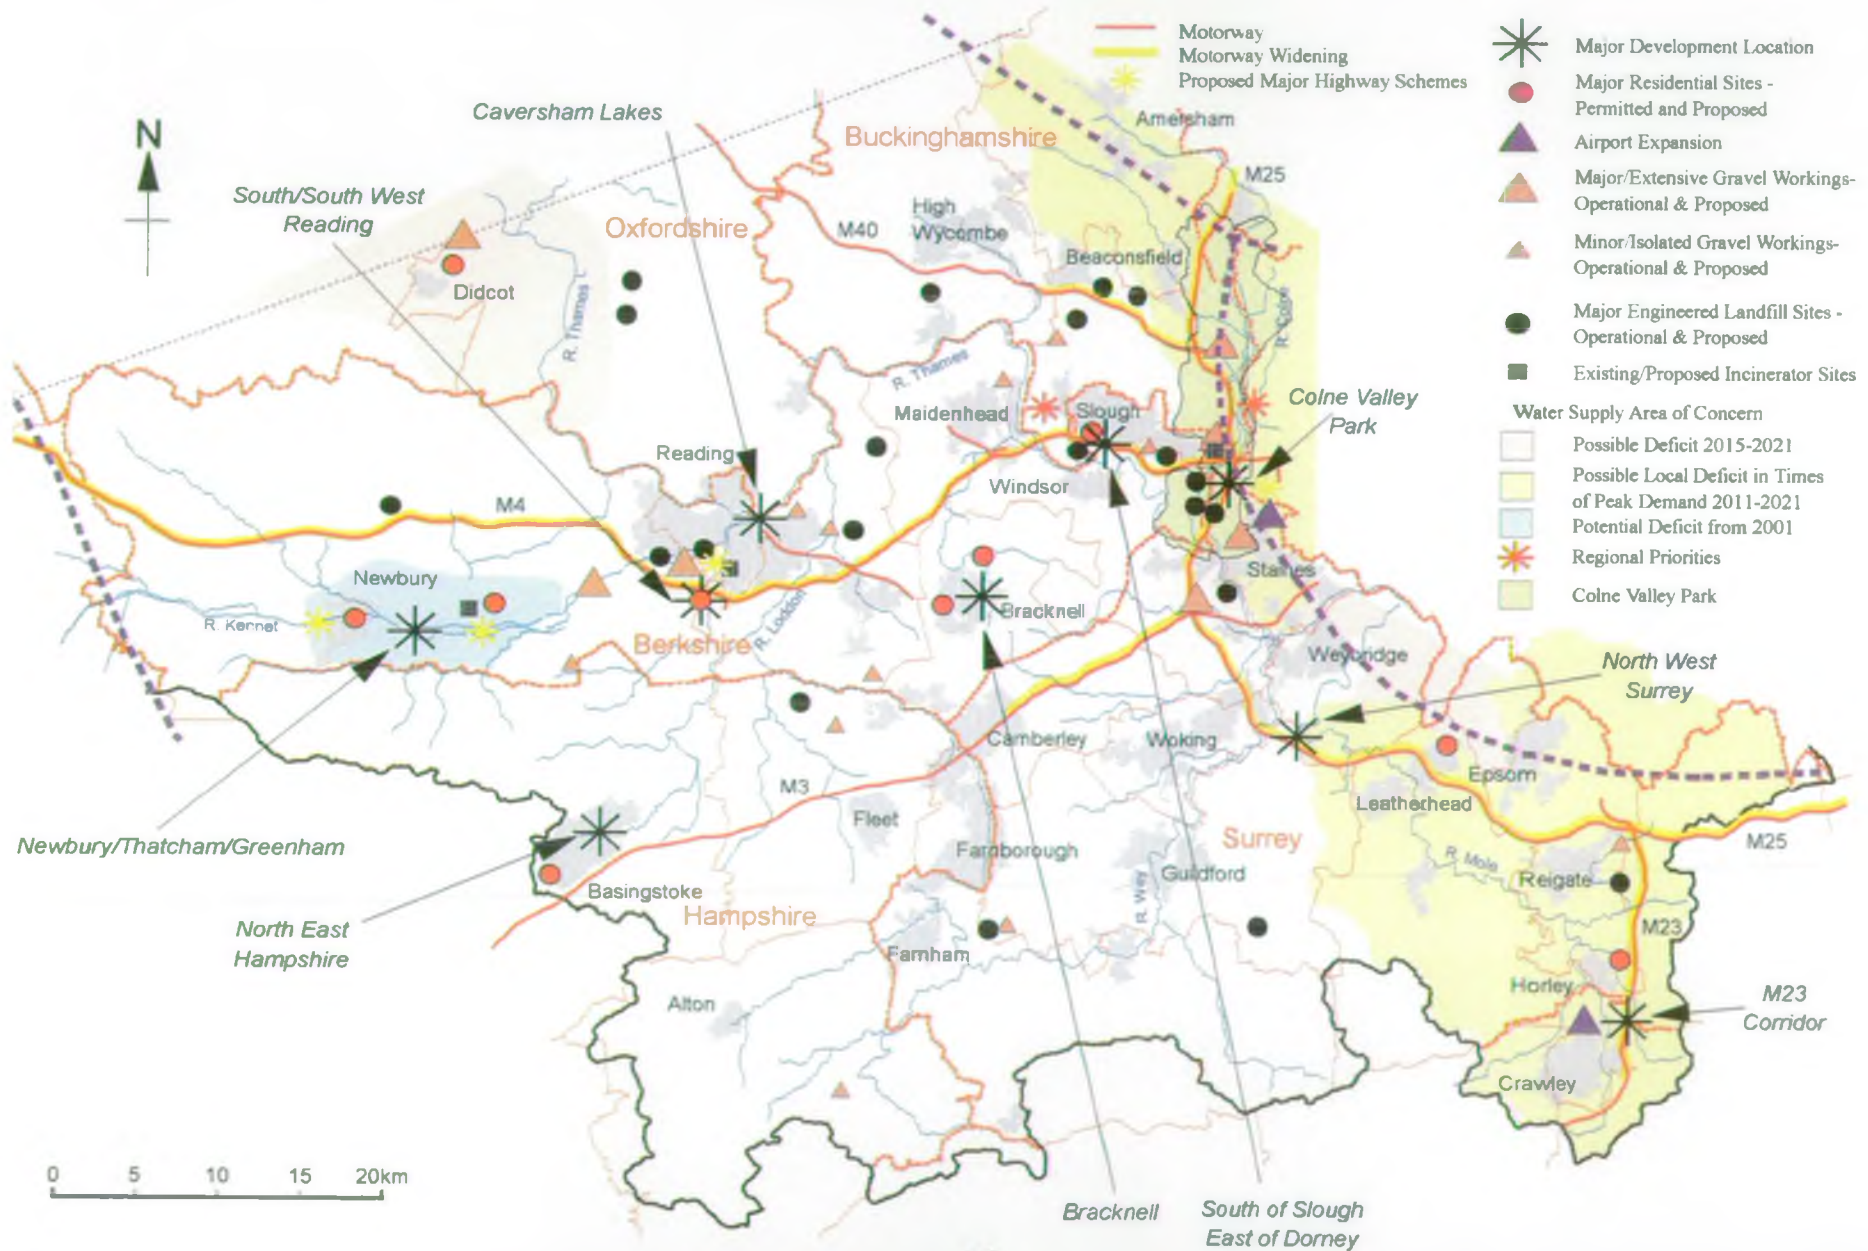 Motorway
Motorway Widening
Proposed Major Highway Schemes
Major Development Location
Major Residential Sites -
Permitted and Proposed
Airport Expansion
Major/Extensive Gravel Workings-
Operational & Proposed
Minor/Isolated Gravel Workings-
Operational & Proposed
Major Engineered Landfill Sites -
Operational & Proposed
Existing/Proposed Incinerator Sites
Water Supply Area of Concern
Possible Deficit 2015-2021
Possible Local Deficit in Times
of Peak Demand 2011-2021
Potential Deficit from 2001
Regional Priorities
Colne Valley Park
N
Caversham Lakes
South/South West
Reading
Buckinghamshire
Amersham
M25
Oxfordshire
M40
High
Wycombe
Beaconsfield
Didcot
R. Thames
R. Colne
R. Thames
Maidenhead
Slough
Colne Valley
Park
Reading
Windsor
M4
Newbury
Staines
R. Kennet
Berkshire
R. Loddon
Bracknell
Weybridge
North West
Surrey
Camberley
Woking
M3
Epsom
Leatherhead
Fleet
Newbury/Thatcham/Greenham
Farnborough
Surrey
M25
R. Mole
Guildford
Reigate
Basingstoke
R. Wey
Hampshire
M23
North East
Hampshire
Farnham
Horley
Alton
M23
Corridor
Crawley
0 5 10 15 20km
Bracknell
South of Slough
East of Dorney